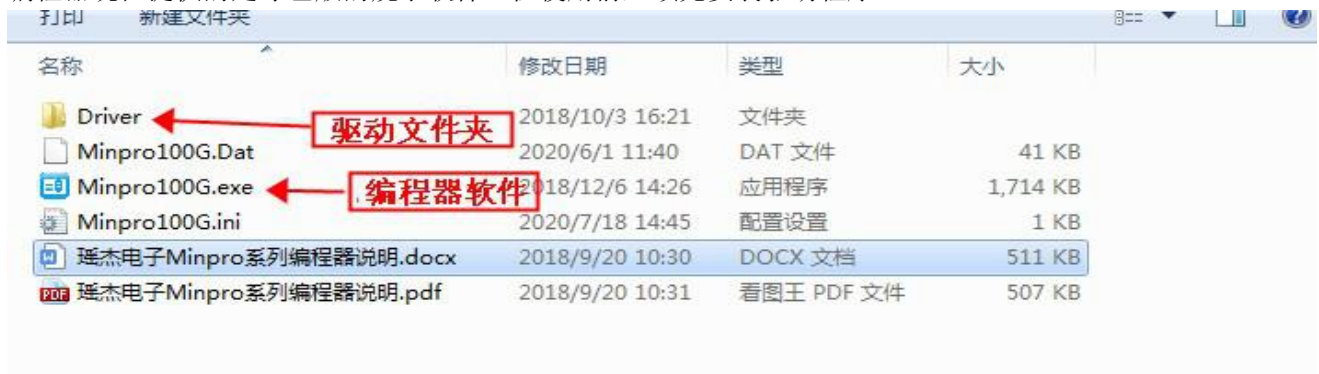 打印 新建文件夹
名称 修改日期 类型 大小
Driver 驱动文件夹 2018/10/3 16:21 文件夹
Minpro100G.Dat 2020/6/1 11:40 DAT 文件 41 KB
Minpro100G.exe 编程器软件 2018/12/6 14:26 应用程序 1,714 KB
Minpro100G.ini 2020/7/18 14:45 配置设置 1 KB
瑶杰电子Minpro系列编程器说明.docx 2018/9/20 10:30 DOCX 文档 511 KB
瑶杰电子Minpro系列编程器说明.pdf 2018/9/20 10:31 看图王 PDF 文件 507 KB